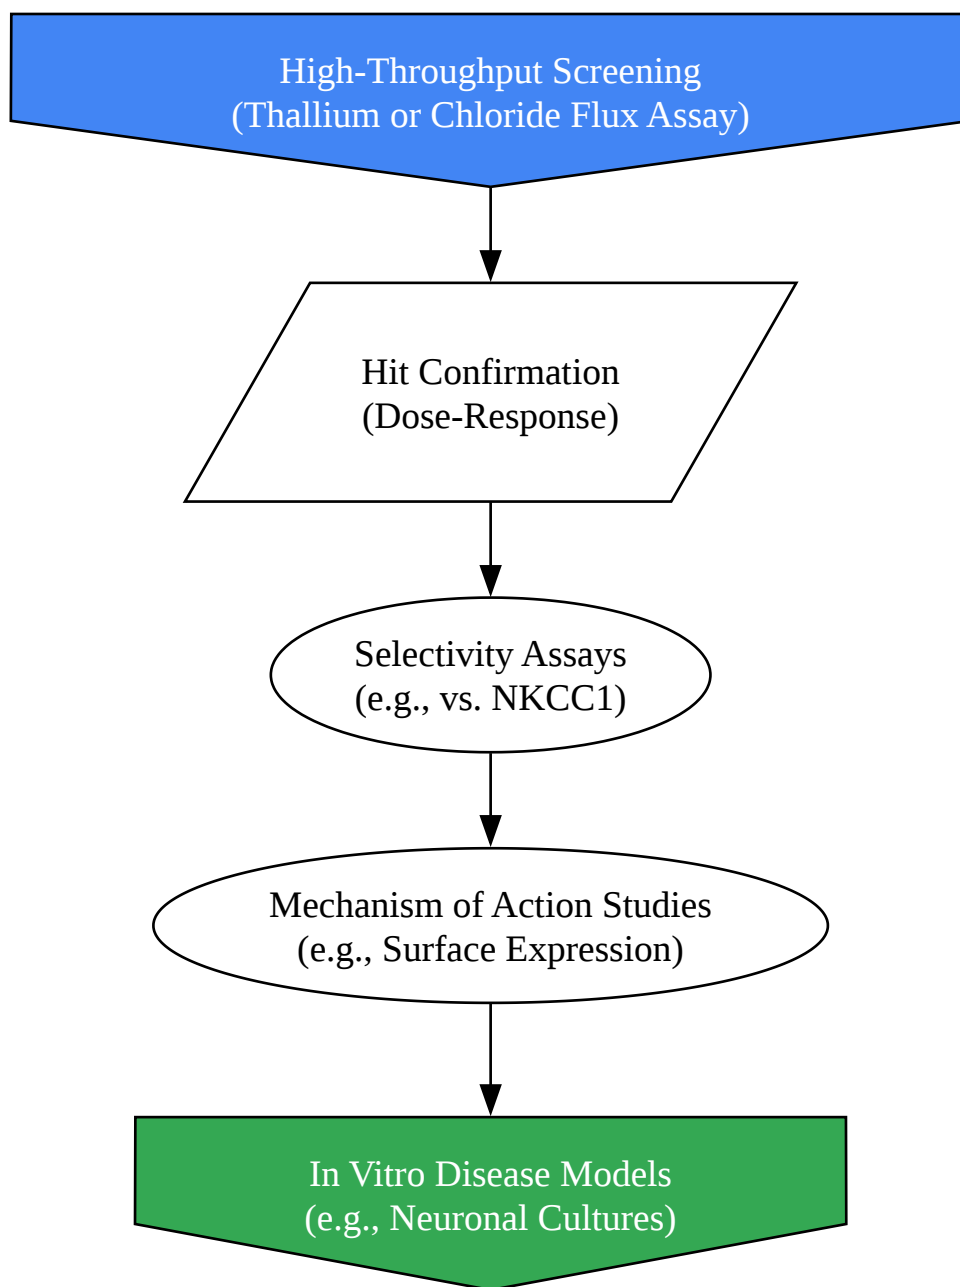 High-Throughput Screening
(Thallium or Chloride Flux Assay)
Hit Confirmation
(Dose-Response)
Selectivity Assays
(e.g., vs. NKCC1)
Mechanism of Action Studies
(e.g., Surface Expression)
In Vitro Disease Models
(e.g., Neuronal Cultures)